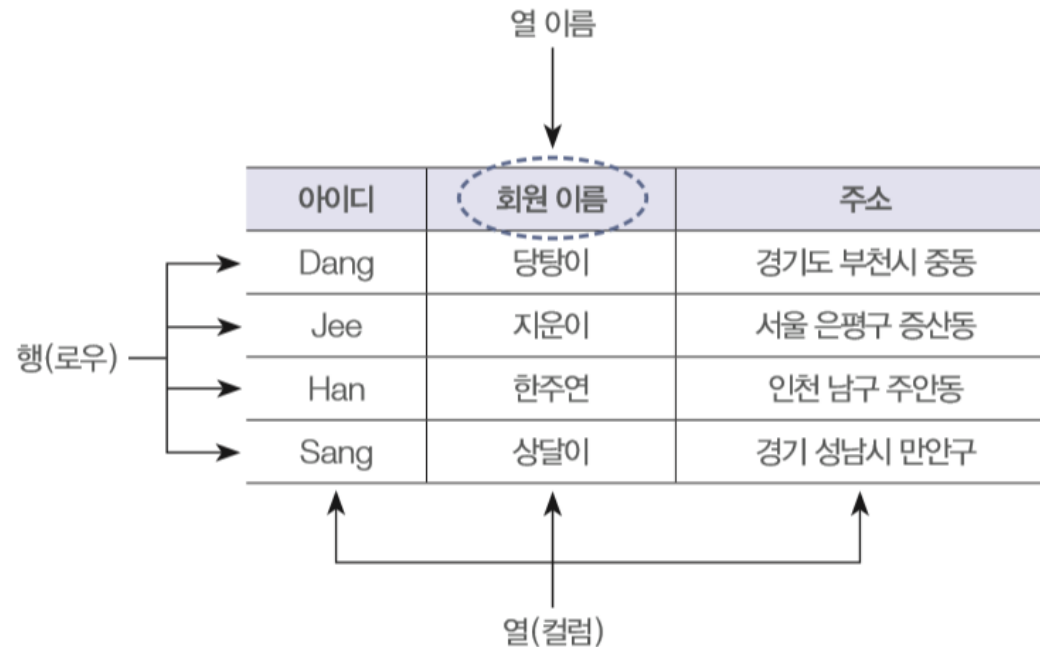 열 이름
아이디 회원 이름 주소
Dang 당탕이 경기도 부천시 중동
Jee 지운이 서울 은평구 증산동
행(로우)
Han 한주연 인천 남구 주안동
Sang 상달이 경기 성남시 만안구
열(컬럼)